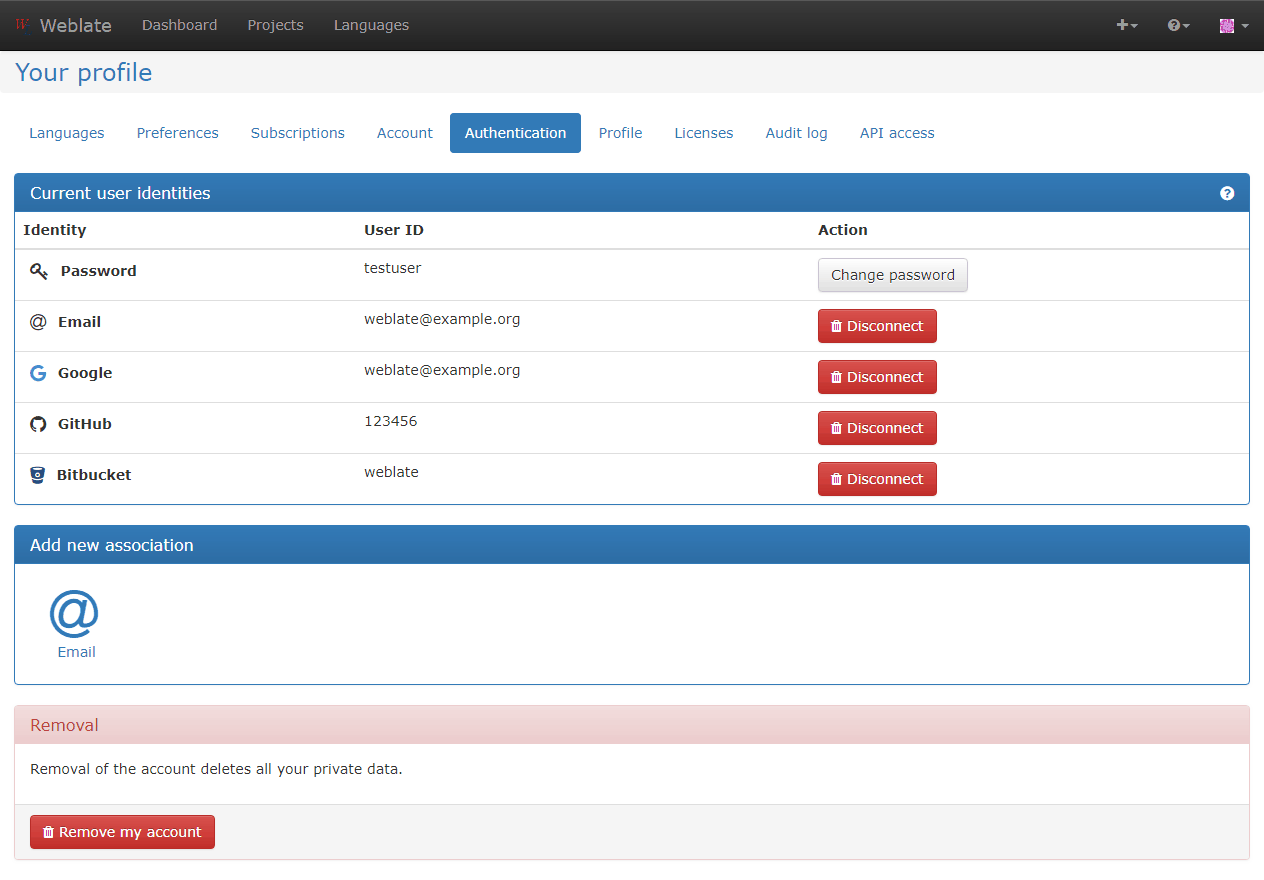 W Weblate Dashboard Projects Languages
Your profile
Languages Preferences Subscriptions Account Authentication Profile Licenses Audit log API access
Current user identities
Identity User ID Action
Password testuser Change password
Email weblate@example.org Disconnect
Google weblate@example.org Disconnect
GitHub 123456 Disconnect
Bitbucket weblate Disconnect
Add new association
Email
Removal
Removal of the account deletes all your private data.
Remove my account